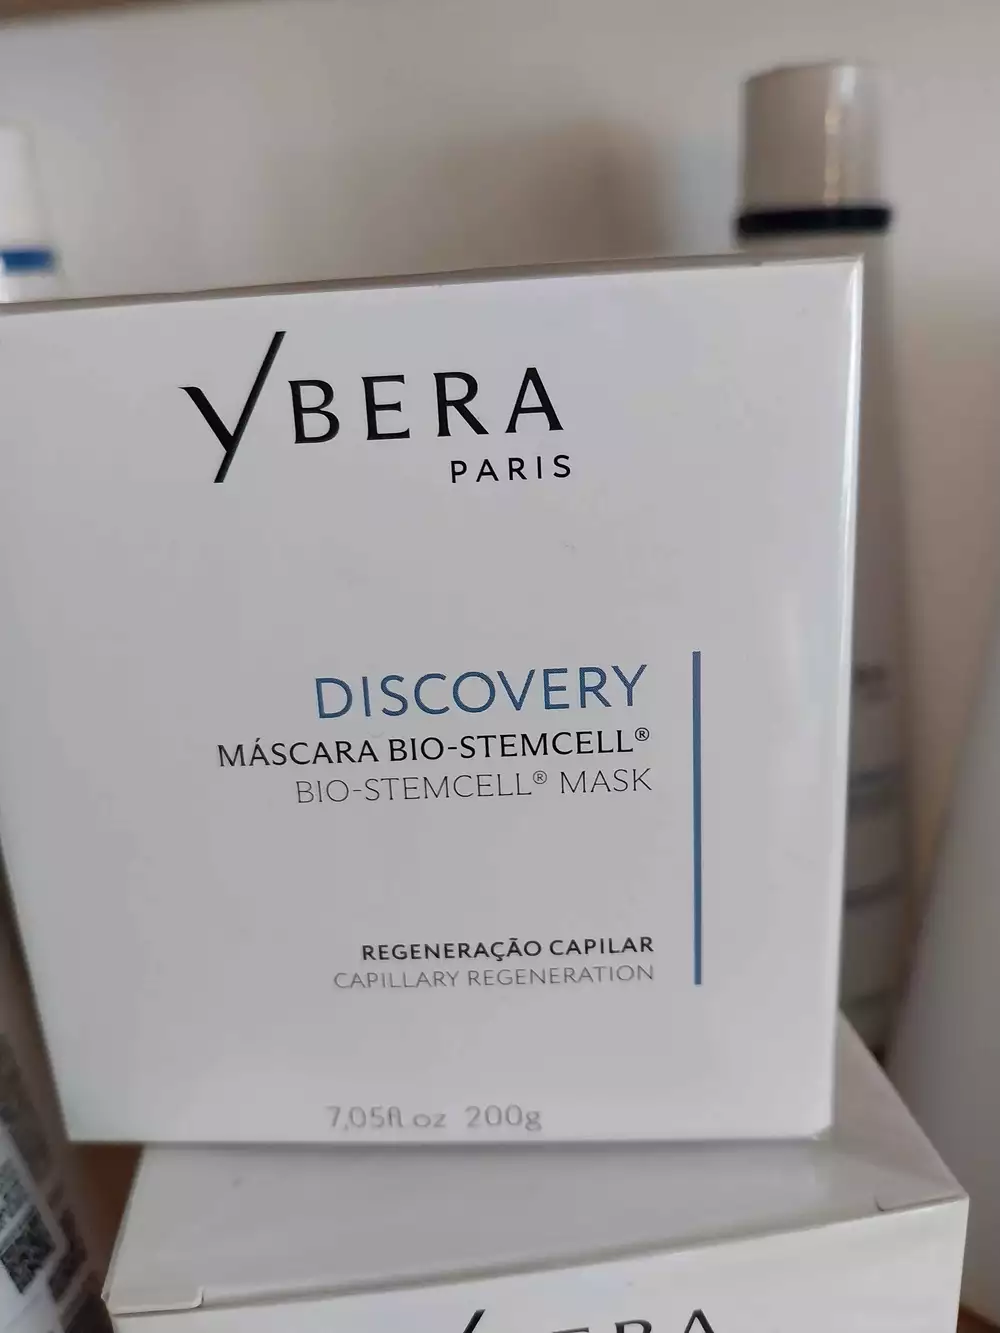 YBERA
PARIS
DISCOVERY
MÁSCARA BIO-STEMCELL®
BIO-STEMCELL® MASK
REGENERAÇÃO CAPILAR
CAPILLARY REGENERATION
7,05fl oz 200g